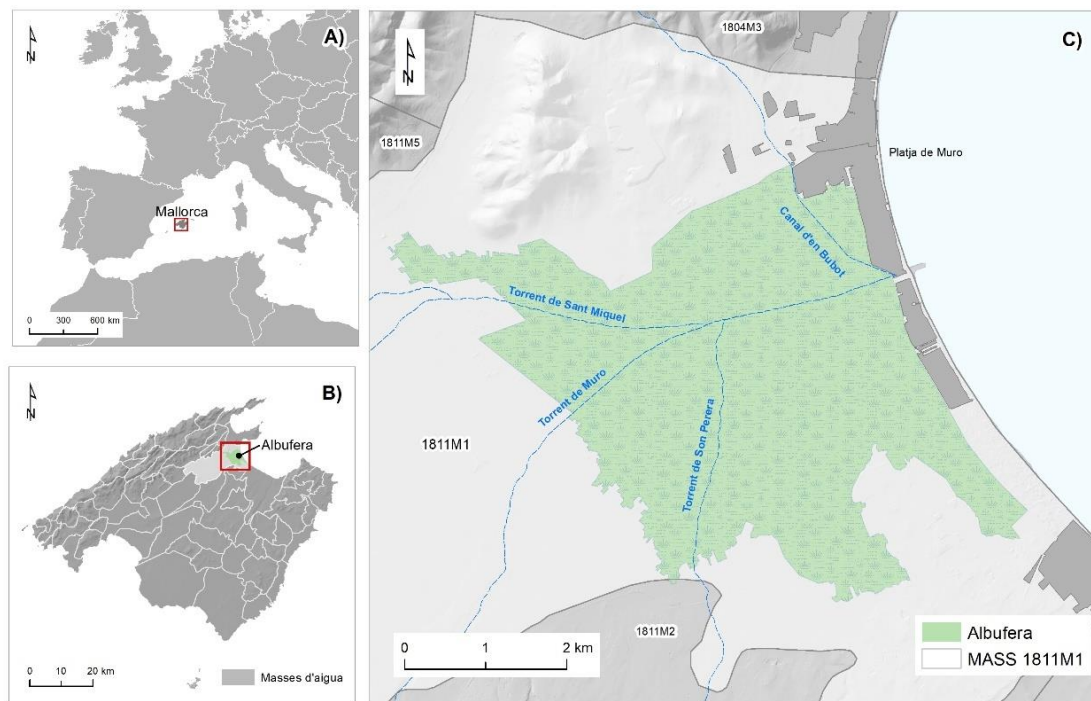 A)
N
Mallorca
0 300 600 km
B)
N
Albufera
0 10 20 km
Masses d'aigua
C)
N
1804M3
1811M5
Platja de Muro
Canal d'en Bubot
Torrent de Sant Miquel
Torrent de Muro
Torrent de Son Perera
1811M1
1811M2
0 1 2 km
Albufera
MASS 1811M1